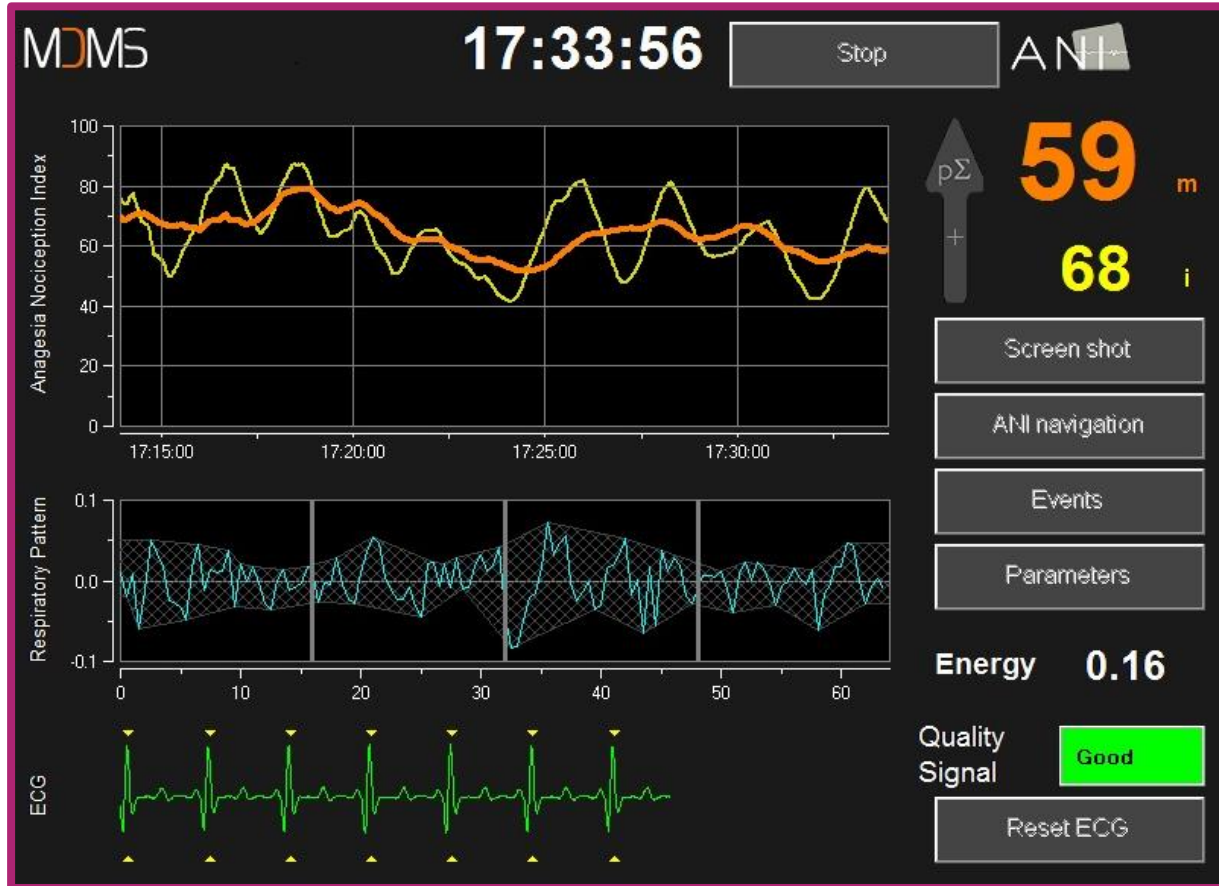 MDMS
17:33:56
Stop
ANI
Anagesia Nociception Index
100
80
60
40
20
0
17:15:00 17:20:00 17:25:00 17:30:00
pΣ
+
59 m
68 i
Screen shot
ANI navigation
Events
Parameters
Respiratory Pattern
0.1
0.0
-0.1
0 10 20 30 40 50 60
Energy 0.16
ECG
Quality
Signal
Good
Reset ECG